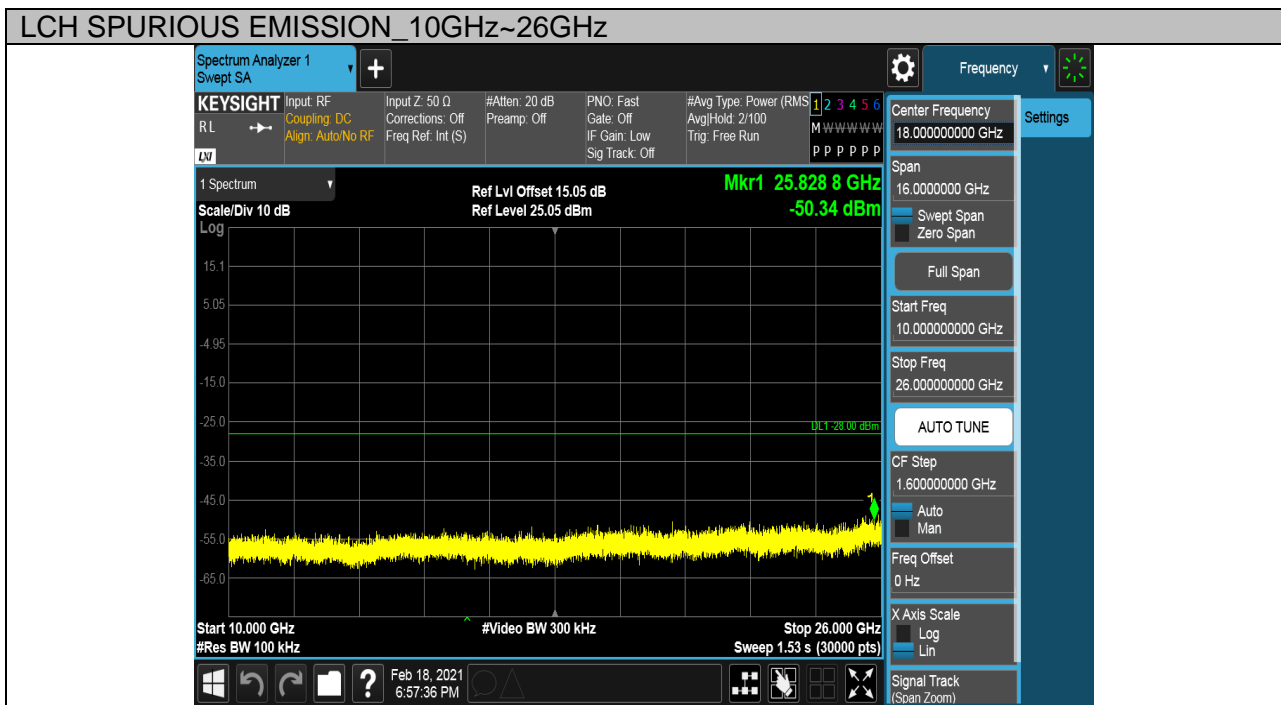 LCH SPURIOUS EMISSION_10GHz~26GHz
Spectrum Analyzer 1
Swept SA
+
Frequency
KEYSIGHT
RL
LXI
Input: RF
Coupling: DC
Align: Auto/No RF
Input Z: 50 Ω
Corrections: Off
Freq Ref: Int (S)
#Atten: 20 dB
Preamp: Off
PNO: Fast
Gate: Off
IF Gain: Low
Sig Track: Off
#Avg Type: Power (RMS
Avg|Hold: 2/100
Trig: Free Run
1 2 3 4 5 6
M W W W W W
P P P P P P
1 Spectrum
Scale/Div 10 dB
Log
Ref Lvl Offset 15.05 dB
Ref Level 25.05 dBm
Mkr1 25.828 8 GHz
-50.34 dBm
15.1
5.05
-4.95
-15.0
-25.0
DL1 -28.00 dBm
-35.0
-45.0
1
-55.0
-65.0
Start 10.000 GHz
#Res BW 100 kHz
#Video BW 300 kHz
Stop 26.000 GHz
Sweep 1.53 s (30000 pts)
?
Feb 18, 2021
6:57:36 PM
Center Frequency
18.000000000 GHz
Settings
Span
16.0000000 GHz
Swept Span
Zero Span
Full Span
Start Freq
10.000000000 GHz
Stop Freq
26.000000000 GHz
AUTO TUNE
CF Step
1.600000000 GHz
Auto
Man
Freq Offset
0 Hz
X Axis Scale
Log
Lin
Signal Track
(Span Zoom)